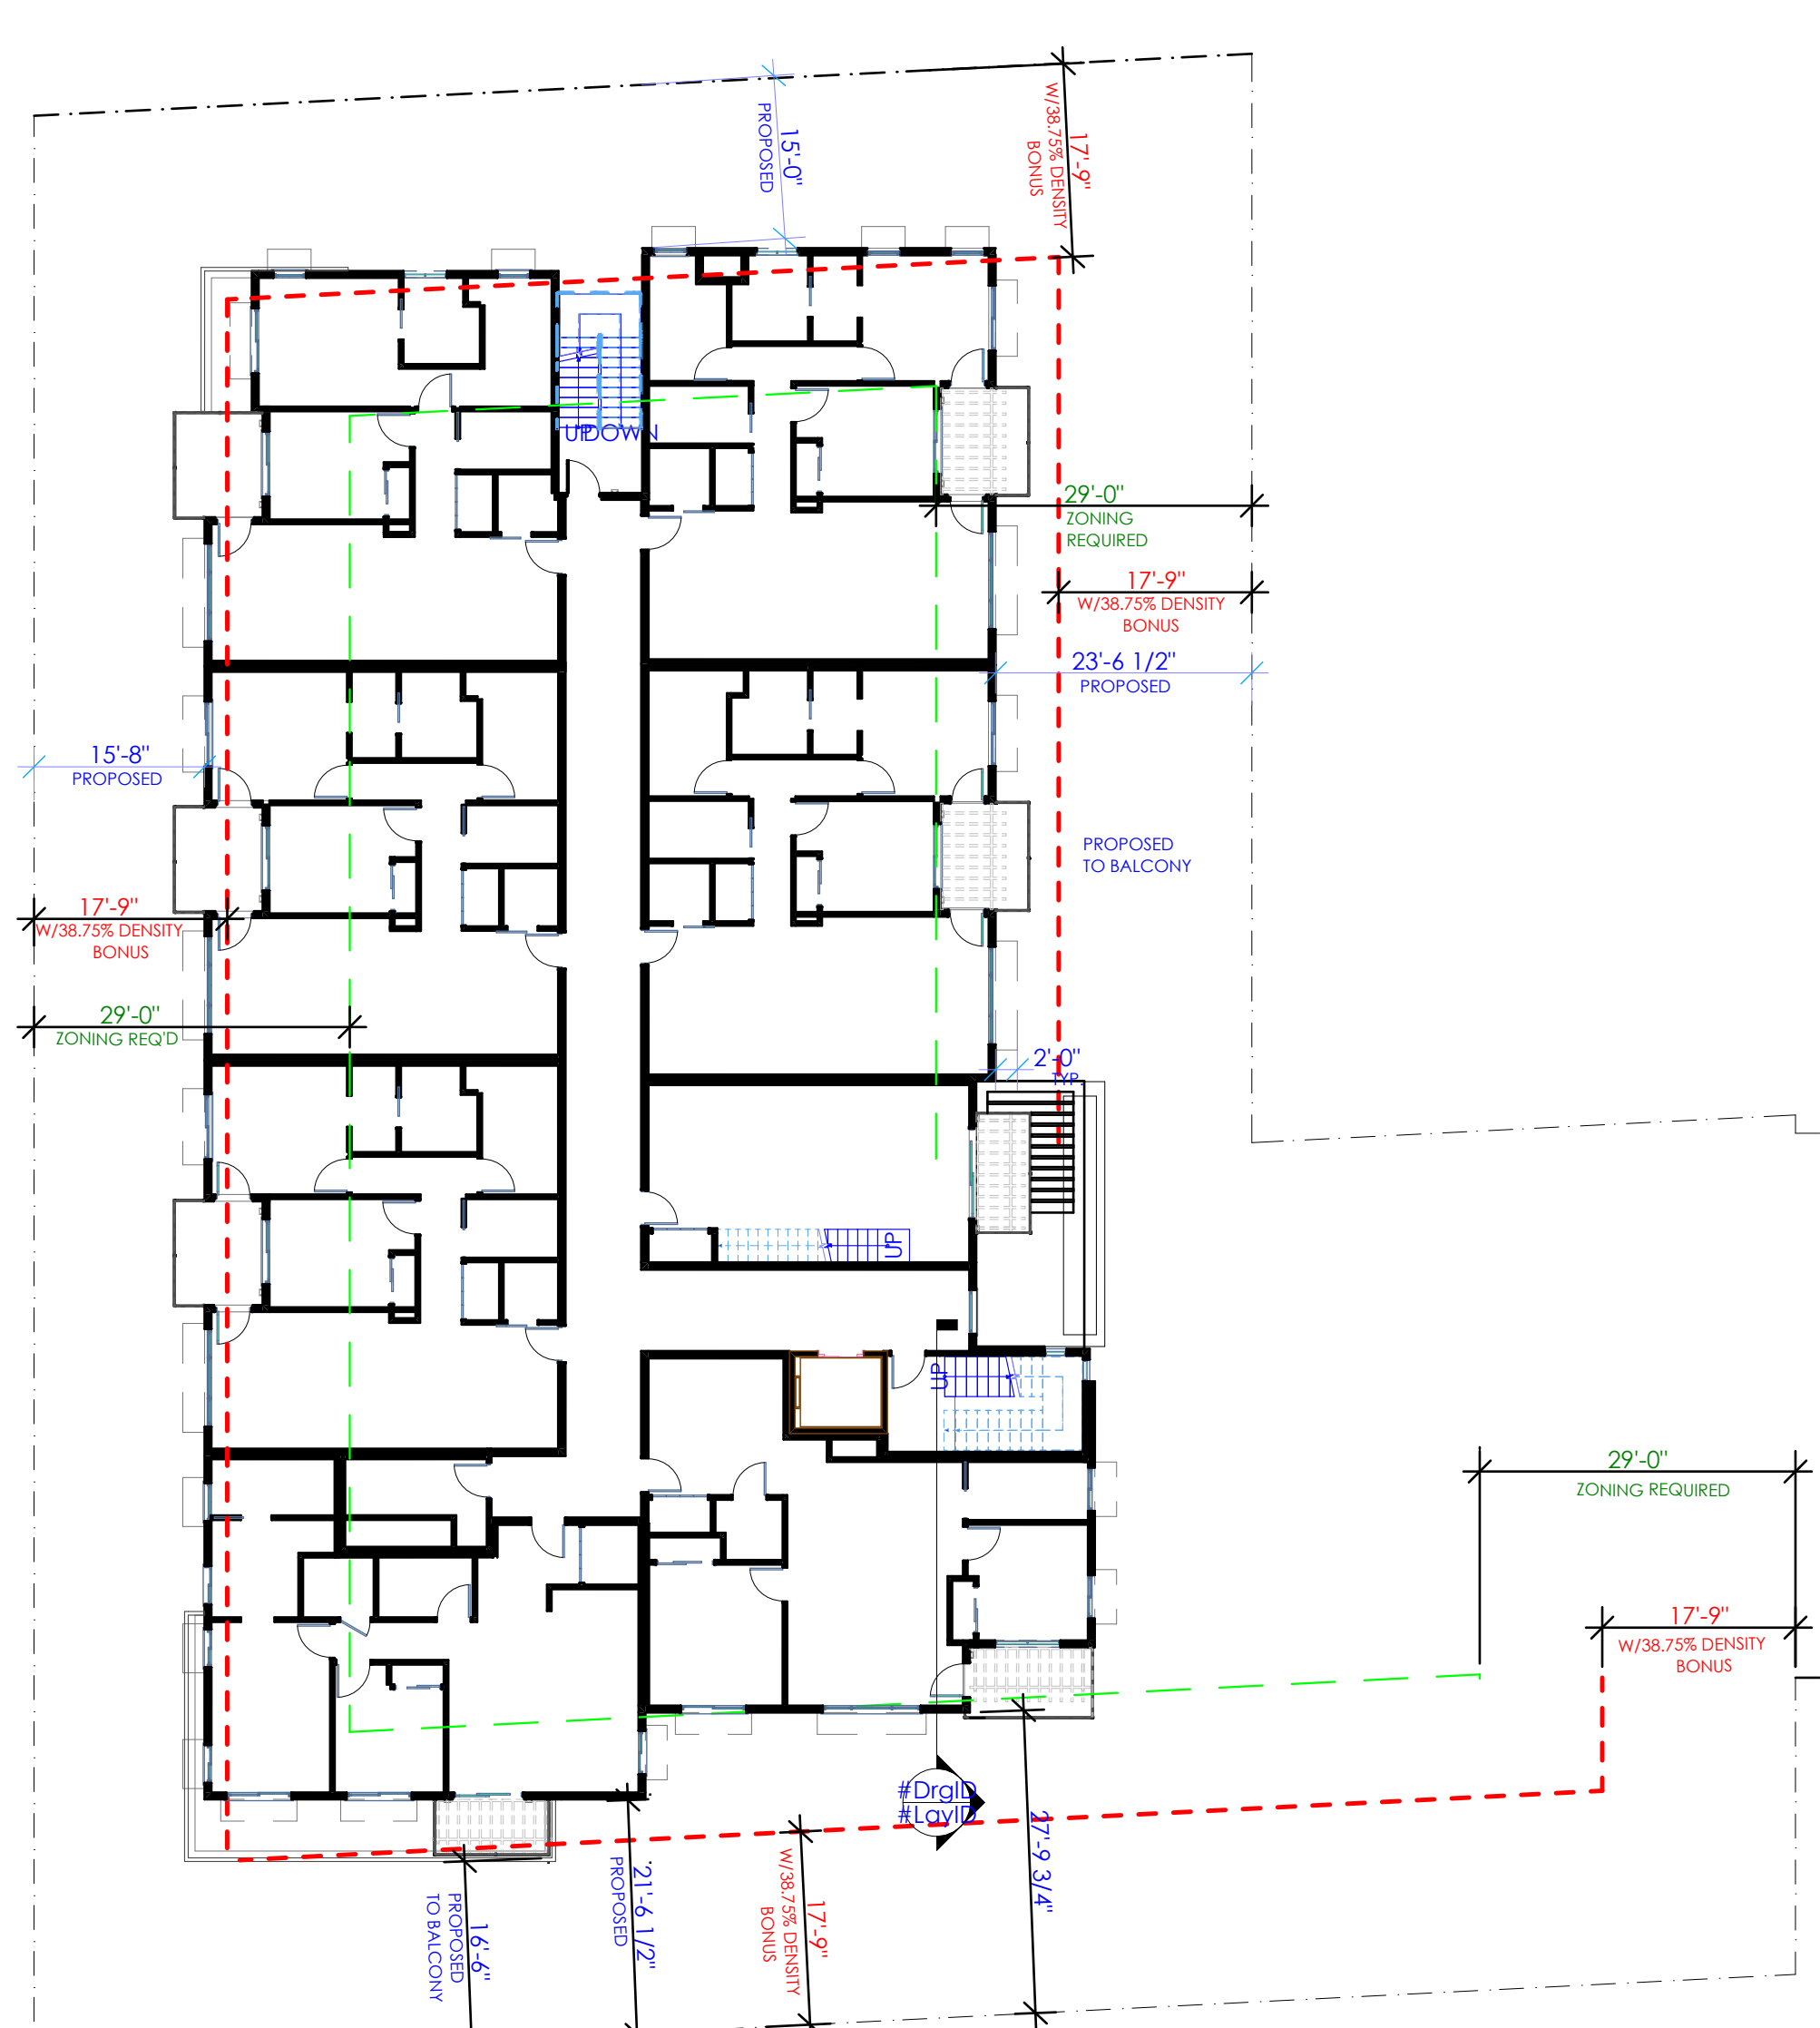 17'-9"
W/38.75% DENSITY
BONUS
15'-0"
PROPOSED
UP
DOWN
29'-0"
ZONING
REQUIRED
17'-9"
W/38.75% DENSITY
BONUS
23'-6 1/2"
PROPOSED
15'-8"
PROPOSED
PROPOSED
TO BALCONY
17'-9"
W/38.75% DENSITY
BONUS
29'-0"
ZONING REQ'D
2'-0"
TYP.
UP
UP
29'-0"
ZONING REQUIRED
17'-9"
W/38.75% DENSITY
BONUS
#DrgID
#LayID
27'-9 3/4"
21'-6 1/2"
PROPOSED
17'-9"
W/38.75% DENSITY
BONUS
16'-6"
PROPOSED
TO BALCONY